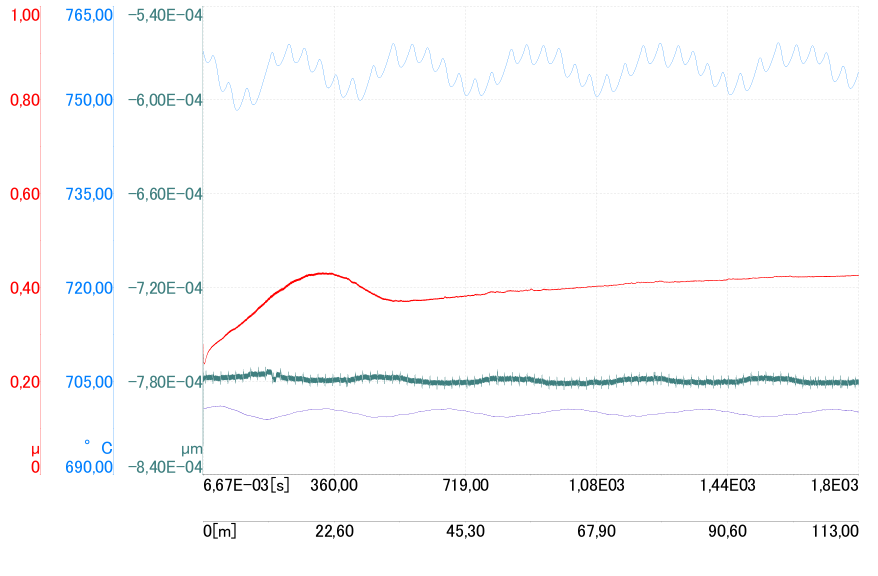 1,00 765,00 −5,40E−04
0,80 750,00 −6,00E−04
0,60 735,00 −6,60E−04
0,40 720,00 −7,20E−04
0,20 705,00 −7,80E−04
µ ° C µm
0 690,00 −8,40E−04
6,67E−03[s] 360,00 719,00 1,08E03 1,44E03 1,8E03
0[m] 22,60 45,30 67,90 90,60 113,00